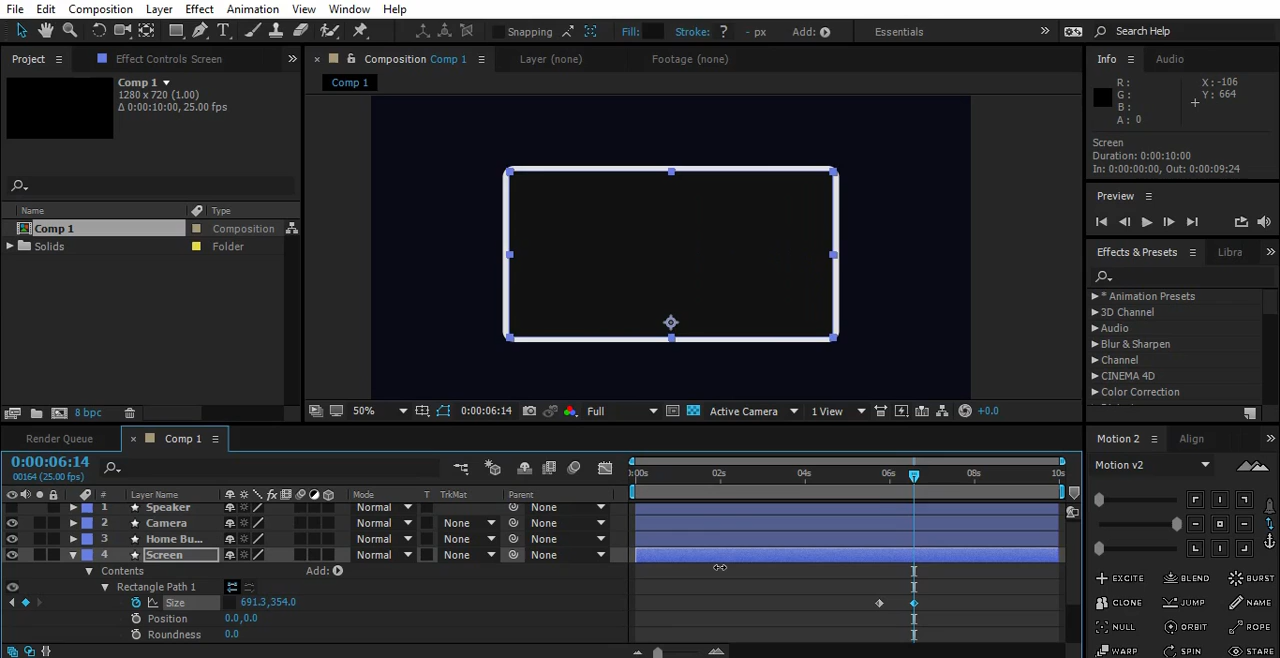 File Edit Composition Layer Effect Animation View Window Help
Snapping Fill: Stroke: ? - px Add: Essentials Search Help
Project Effect Controls Screen
Composition Comp 1 Layer (none) Footage (none)
Info Audio
Comp 1
1280 x 720 (1.00)
Δ 0:00:10:00, 25.00 fps
Comp 1
R : X: -106
G : Y: 664
B :
A : 0
Screen
Duration: 0:00:10:00
In: 0:00:00:00, Out: 0:00:09:24
Preview
Name Type
Comp 1 Composition
Solids Folder
Effects & Presets Libra
* Animation Presets
3D Channel
Audio
Blur & Sharpen
Channel
CINEMA 4D
Color Correction
8 bpc
50% 0:00:06:14 Full Active Camera 1 View +0.0
Render Queue Comp 1
Motion 2 Align
Motion v2
0:00:06:14
00164 (25.00 fps)
:00s 02s 04s 06s 08s 10s
# Layer Name Mode T TrkMat Parent
1 Speaker Normal None
2 Camera Normal None None
3 Home Bu... Normal None None
4 Screen Normal None None
Contents Add:
Rectangle Path 1
Size 691.3,354.0
Position 0.0,0.0
Roundness 0.0
EXCITE BLEND BURST
CLONE JUMP NAME
NULL ORBIT ROPE
WARP SPIN STARE